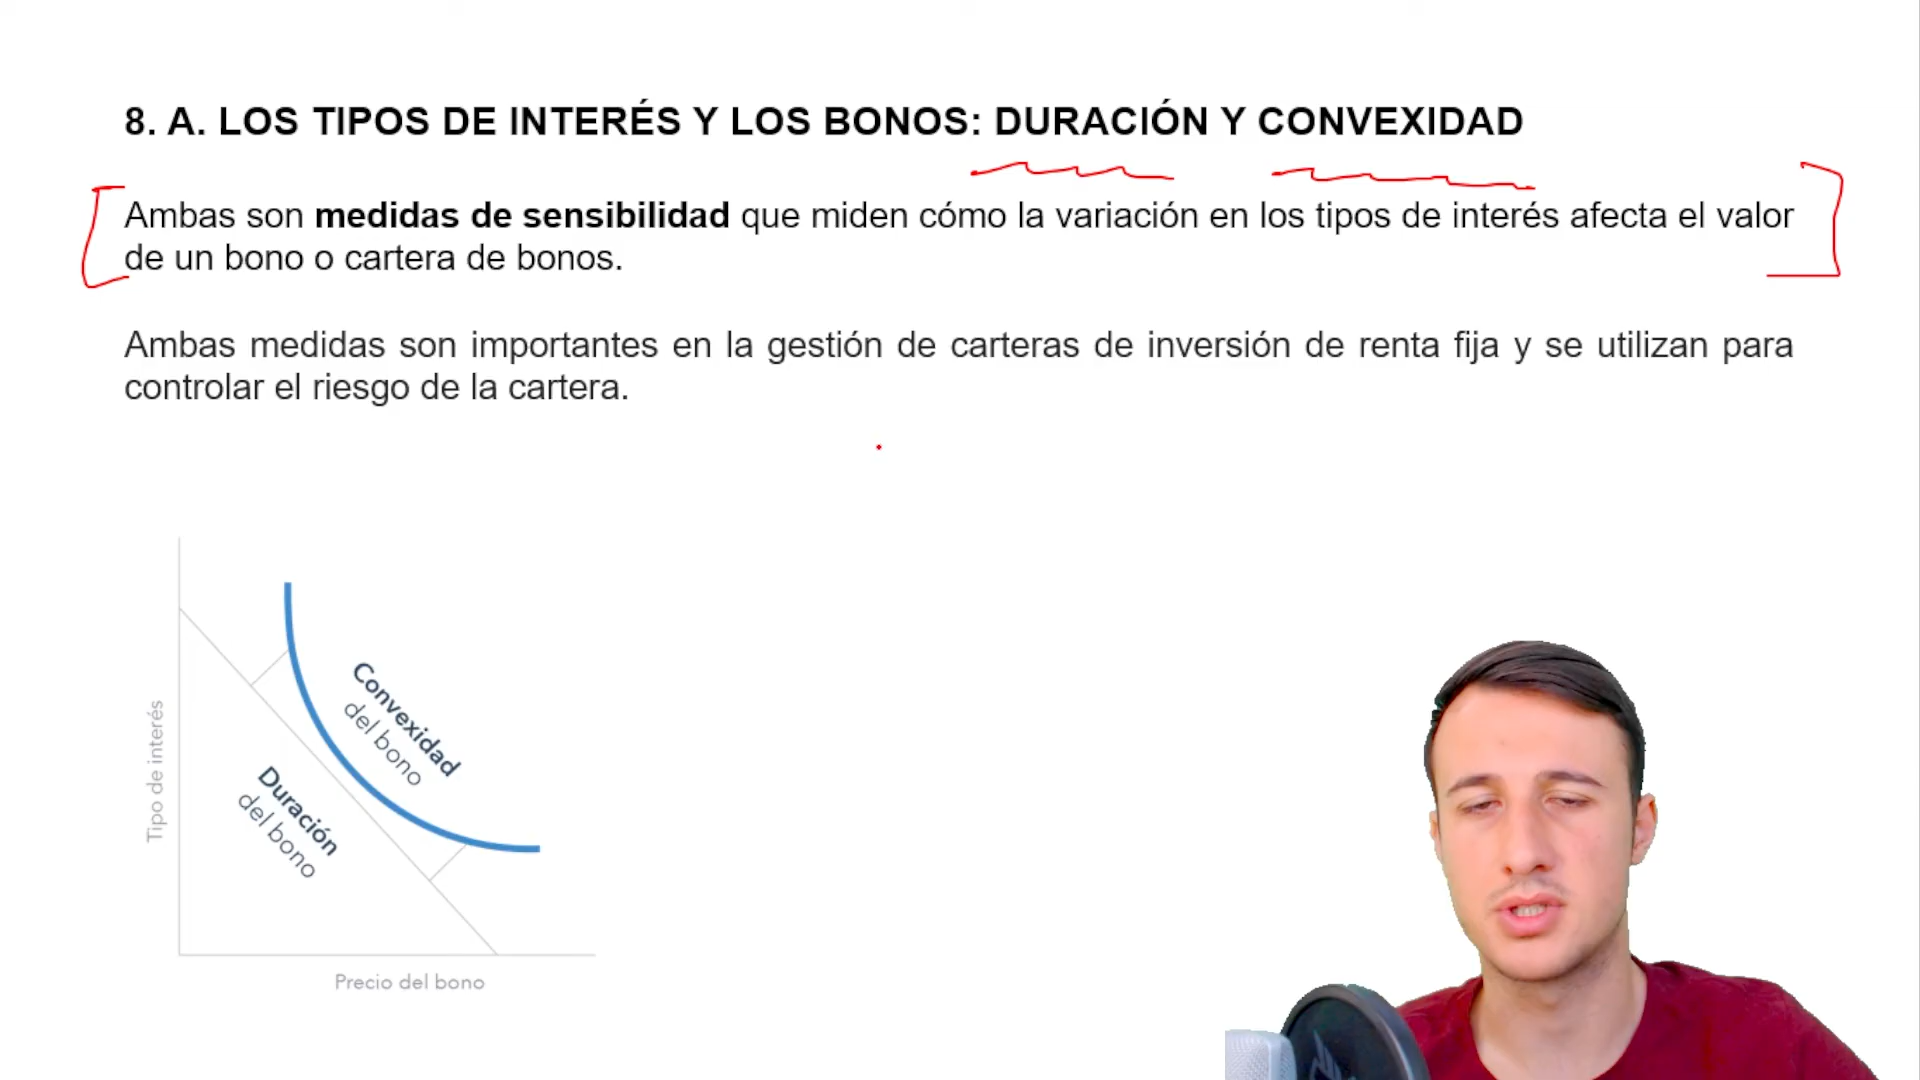 8. A. LOS TIPOS DE INTERÉS Y LOS BONOS: DURACIÓN Y CONVEXIDAD
Ambas son medidas de sensibilidad que miden cómo la variación en los tipos de interés afecta el valor
de un bono o cartera de bonos.
Ambas medidas son importantes en la gestión de carteras de inversión de renta fija y se utilizan para
controlar el riesgo de la cartera.
Convexidad
del bono
Duración
del bono
Tipo de interés
Precio del bono